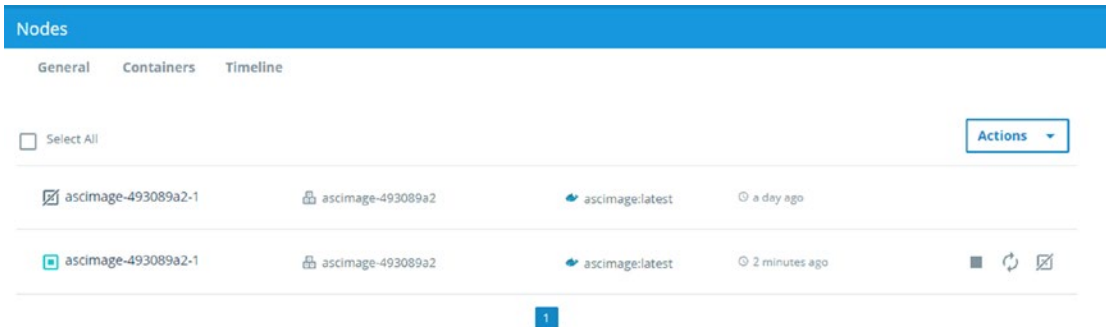 Nodes
General Containers Timeline
Select All Actions
ascimage-493089a2-1 ascimage-493089a2 ascimage:latest a day ago
ascimage-493089a2-1 ascimage-493089a2 ascimage:latest 2 minutes ago
1